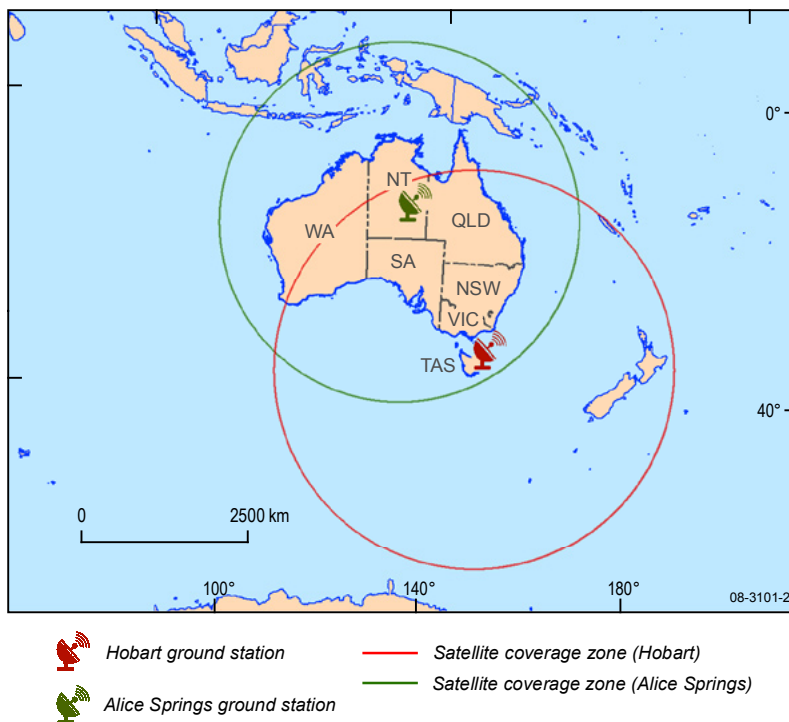 0°
NT
WA
QLD
SA
NSW
VIC
TAS
40°
0 2500 km
100° 140° 180°
08-3101-2
Hobart ground station
Satellite coverage zone (Hobart)
Satellite coverage zone (Alice Springs)
Alice Springs ground station